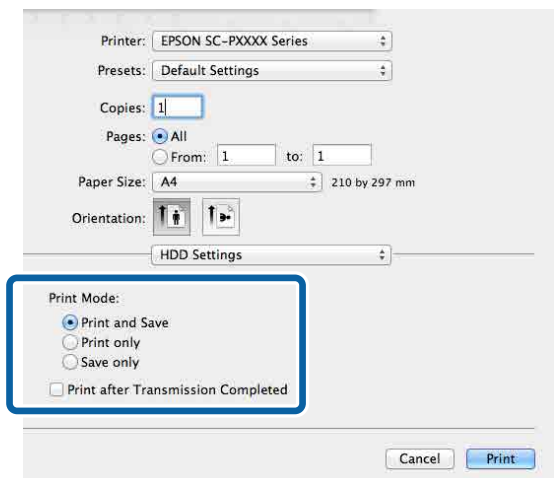 Printer: EPSON SC-PXXXX Series
Presets: Default Settings
Copies: 1
Pages: All
From: 1 to: 1
Paper Size: A4 210 by 297 mm
Orientation:
HDD Settings
Print Mode:
Print and Save
Print only
Save only
Print after Transmission Completed
Cancel Print